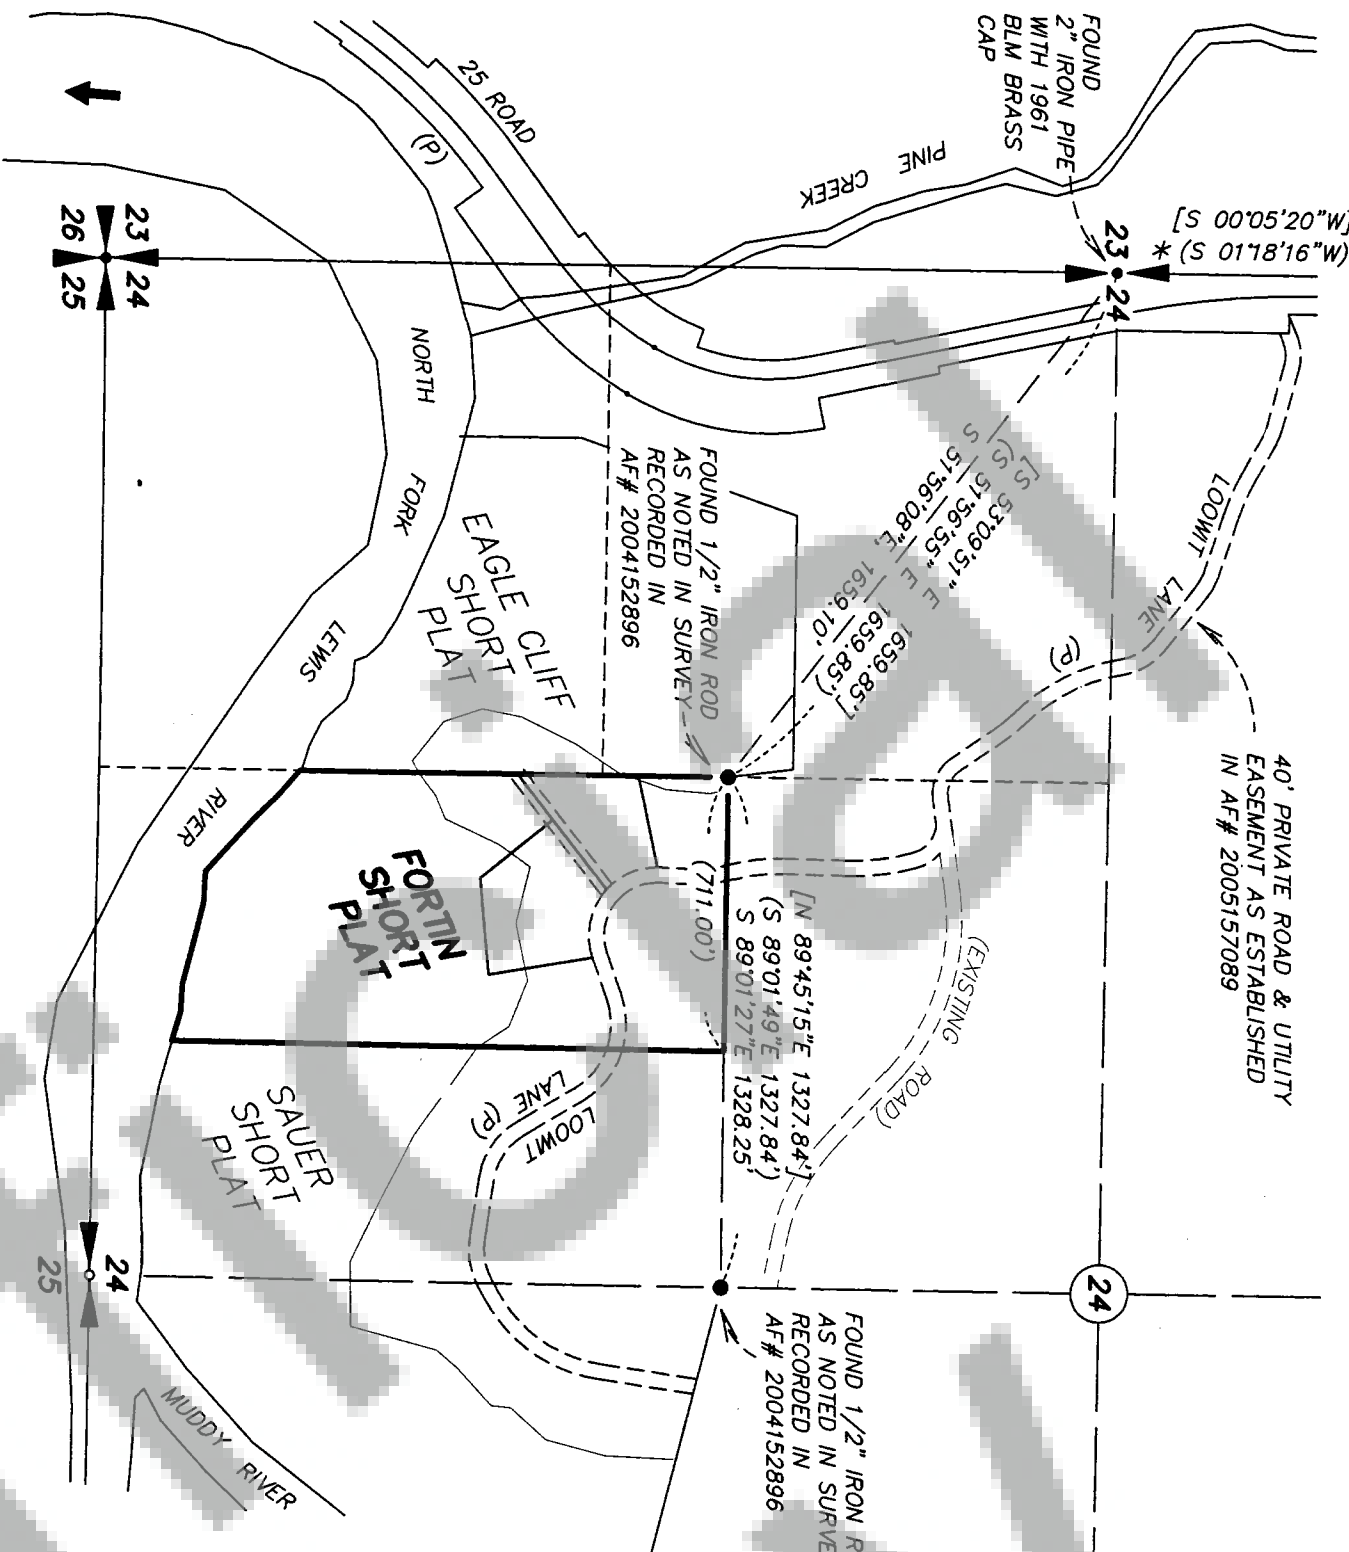 FOUND
2" IRON PIPE
WITH 1961
BLM BRASS
CAP
[S 00°05'20"W]
* (S 01°18'16"W)
23
24
25 ROAD
(P)
PINE
CREEK
23
24
26
25
LOOWIT
LANE
(P)
40' PRIVATE ROAD & UTILITY
EASEMENT AS ESTABLISHED
IN AF# 2005157089
[S 53°09'51" E 1659.85']
(S 51°56'55" E 1659.85')
S 51°56'08"E, 1659.10'
FOUND 1/2" IRON ROD
AS NOTED IN SURVEY
RECORDED IN
AF# 2004152896
NORTH
FORK
LEWIS
RIVER
EAGLE CLIFF
SHORT
PLAT
FORTIN
SHORT
PLAT
(711.00')
[N 89°45'15"E 1327.84']
(S 89°01'49"E 1327.84')
S 89°01'27"E 1328.25'
(EXISTING
ROAD)
24
LOOWIT
LANE (P)
SAUER
SHORT
PLAT
24
25
FOUND 1/2" IRON R
AS NOTED IN SURVE
RECORDED IN
AF# 2004152896
MUDDY
RIVER